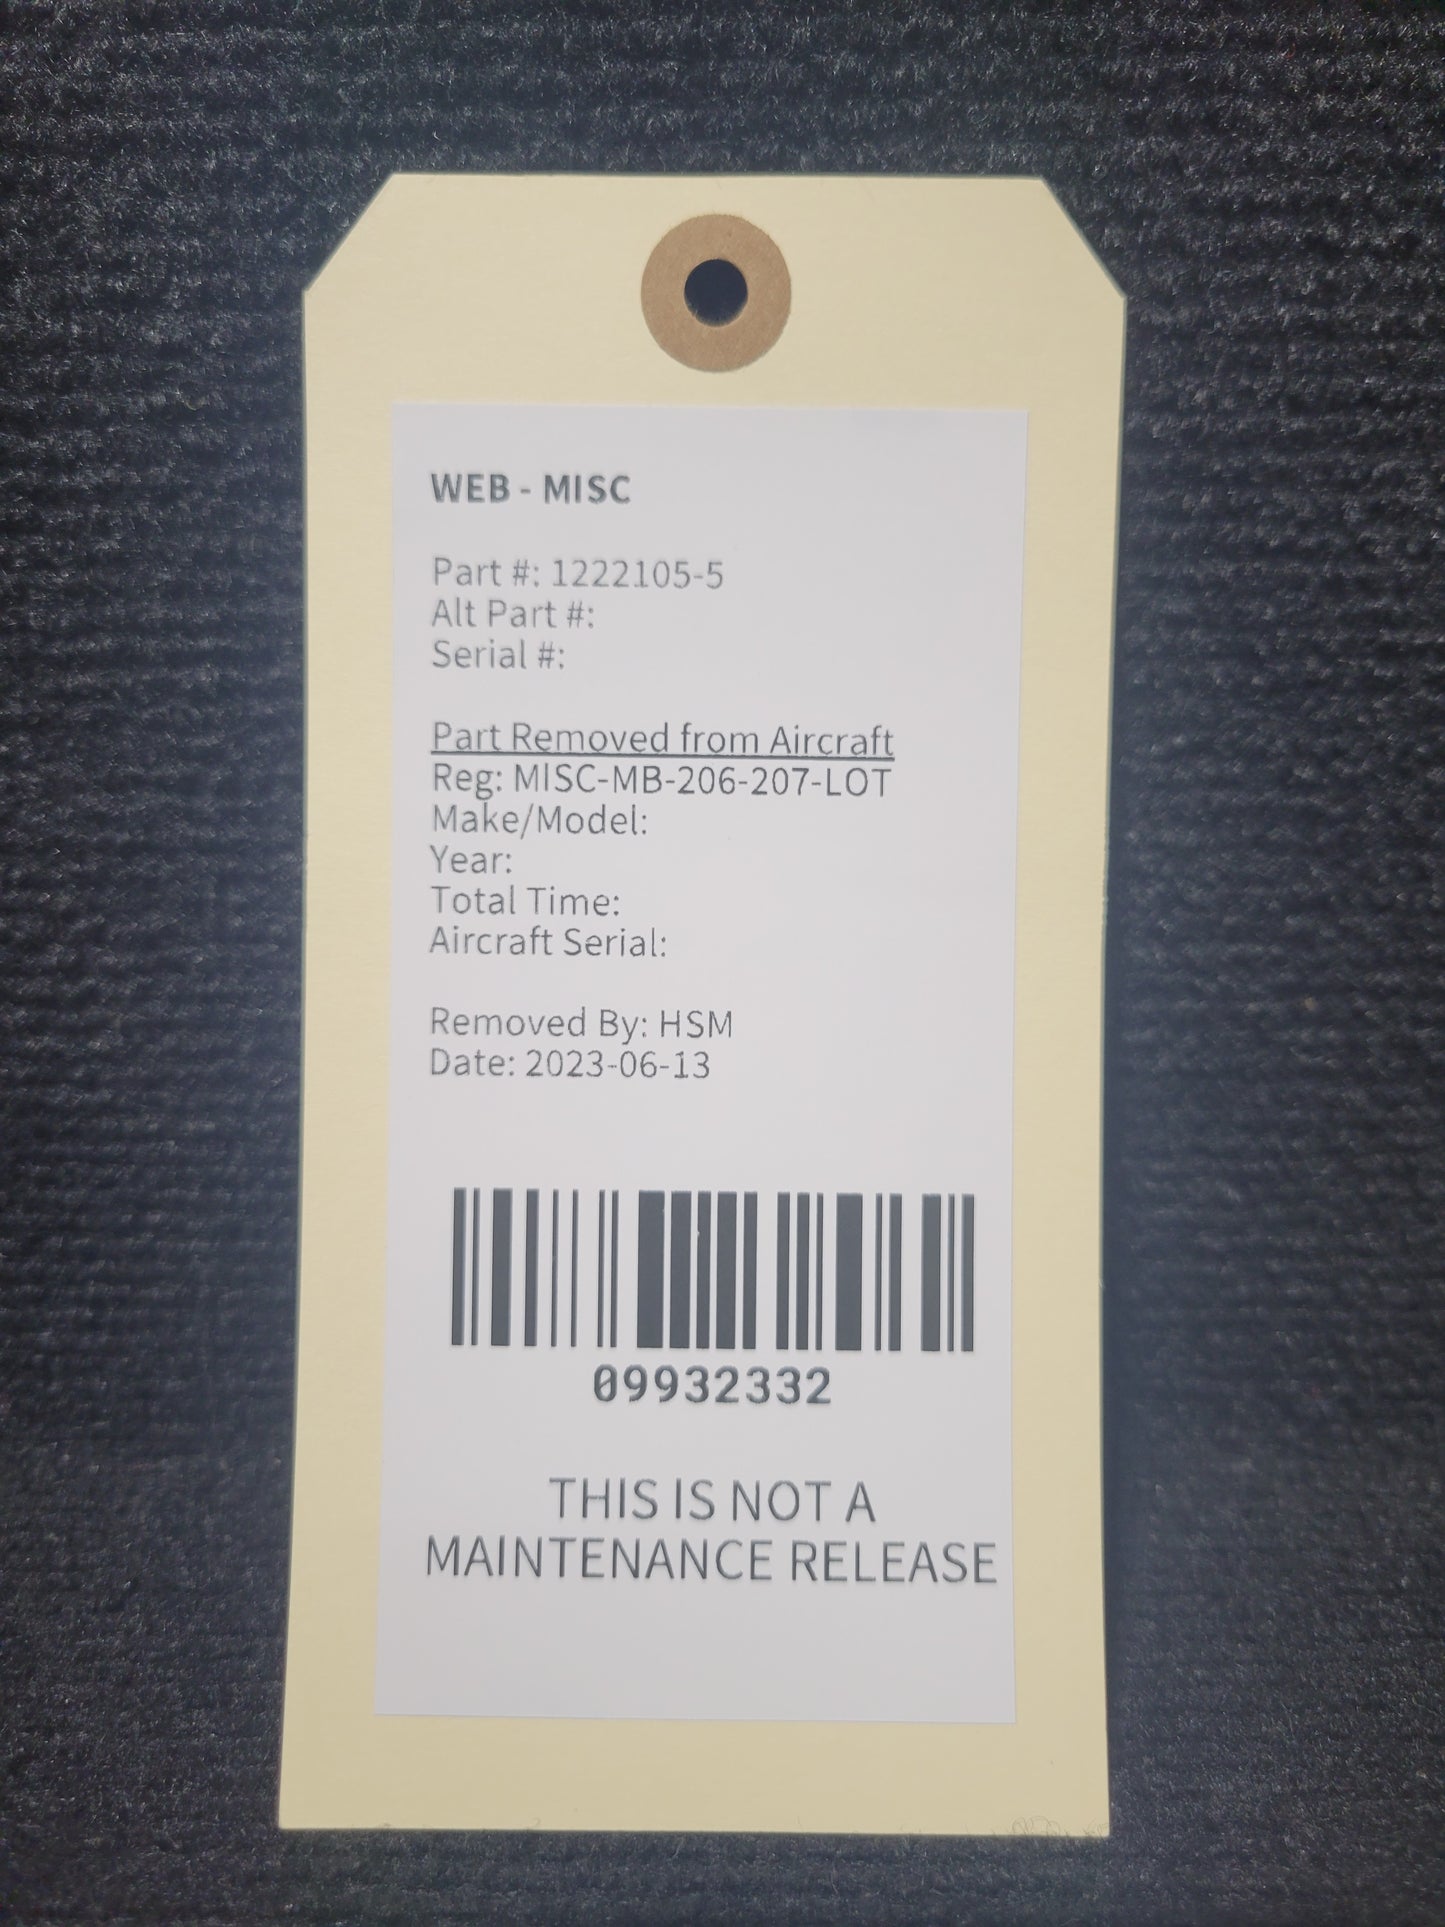 WEB - MISC
Part #: 1222105-5
Alt Part #:
Serial #:
Part Removed from Aircraft
Reg: MISC-MB-206-207-LOT
Make/Model:
Year:
Total Time:
Aircraft Serial:
Removed By: HSM
Date: 2023-06-13
09932332
THIS IS NOT A
MAINTENANCE RELEASE